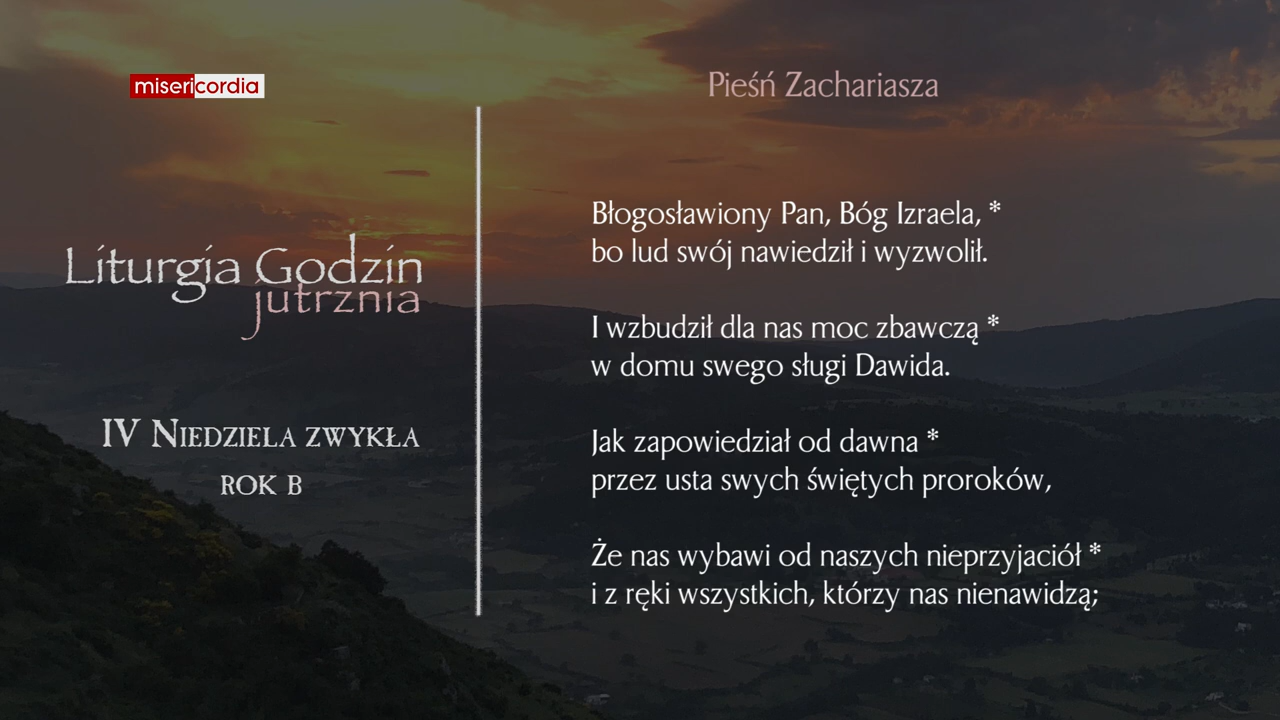 misericordia
Liturgia Godzin
jutrznia
IV Niedziela zwykła
rok B
Pieśń Zachariasza
Błogosławiony Pan, Bóg Izraela, *
bo lud swój nawiedził i wyzwolił.
I wzbudził dla nas moc zbawczą *
w domu swego sługi Dawida.
Jak zapowiedział od dawna *
przez usta swych świętych proroków,
Że nas wybawi od naszych nieprzyjaciół *
i z ręki wszystkich, którzy nas nienawidzą;